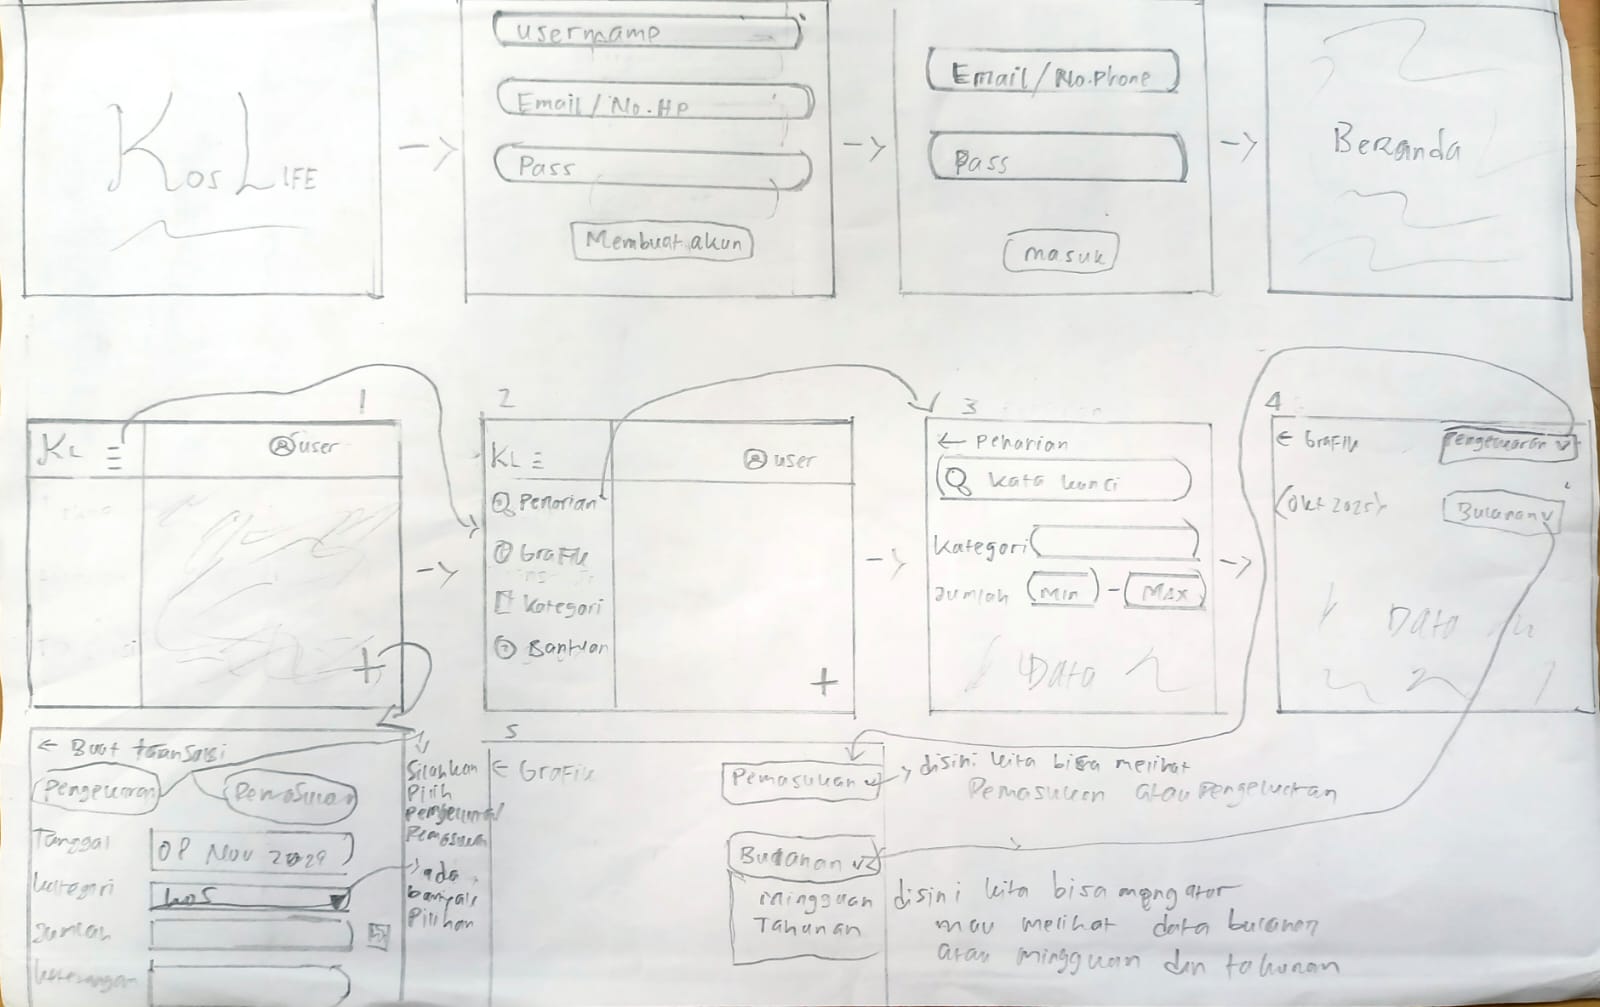 KosLIFE
username
Email/No.HP
Pass
Membuat akun
Email/No.Phone
Pass
masuk
Beranda
1
KL
user
2
KL
user
Penarian
Grafik
Kategori
Bantuan
3
← Penarian
kata kunci
Kategori
Jumlah (Min) - (Max)
Data
4
← Grafik
Pengeluaran v
(Okt 2025)
Bulanan v
Data
← Buat transaksi
Pengeluaran
Pemasukan
Tanggal
08 Nov 2029
Kategori
kos
Jumlah
keterangan
Silahkan
Pilih
Pengeluaran/
Pemasukan
ada
banyak
Pilihan
5
← Grafik
Pemasukan v
disini kita bisa melihat
Pemasukan atau pengeluaran
Bulanan v
mingguan
Tahunan
disini kita bisa mengatur
mau melihat data bulanan
atau mingguan dan tahunan